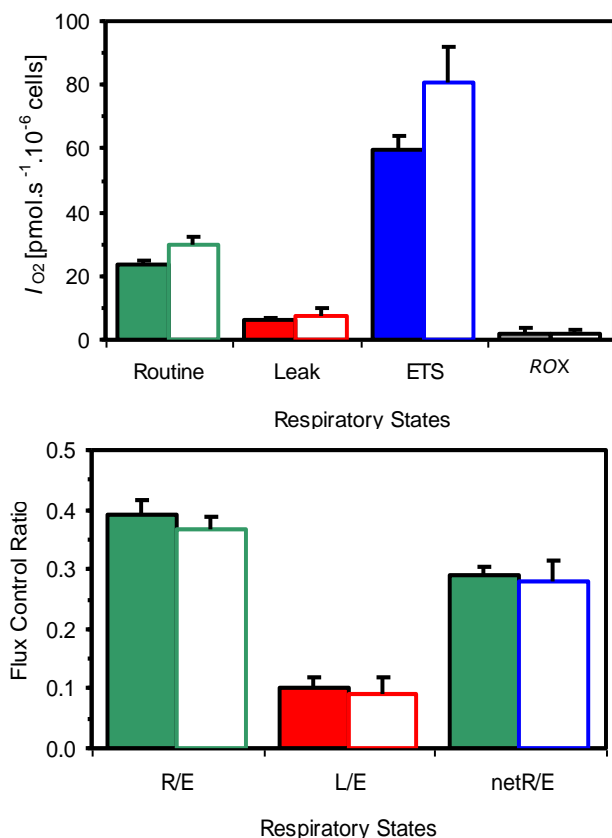 100
80
60
40
20
0
I O2 [pmol.s⁻¹.10⁻⁶ cells]
Routine Leak ETS ROX
Respiratory States
0.5
0.4
0.3
0.2
0.1
0.0
Flux Control Ratio
R/E L/E netR/E
Respiratory States